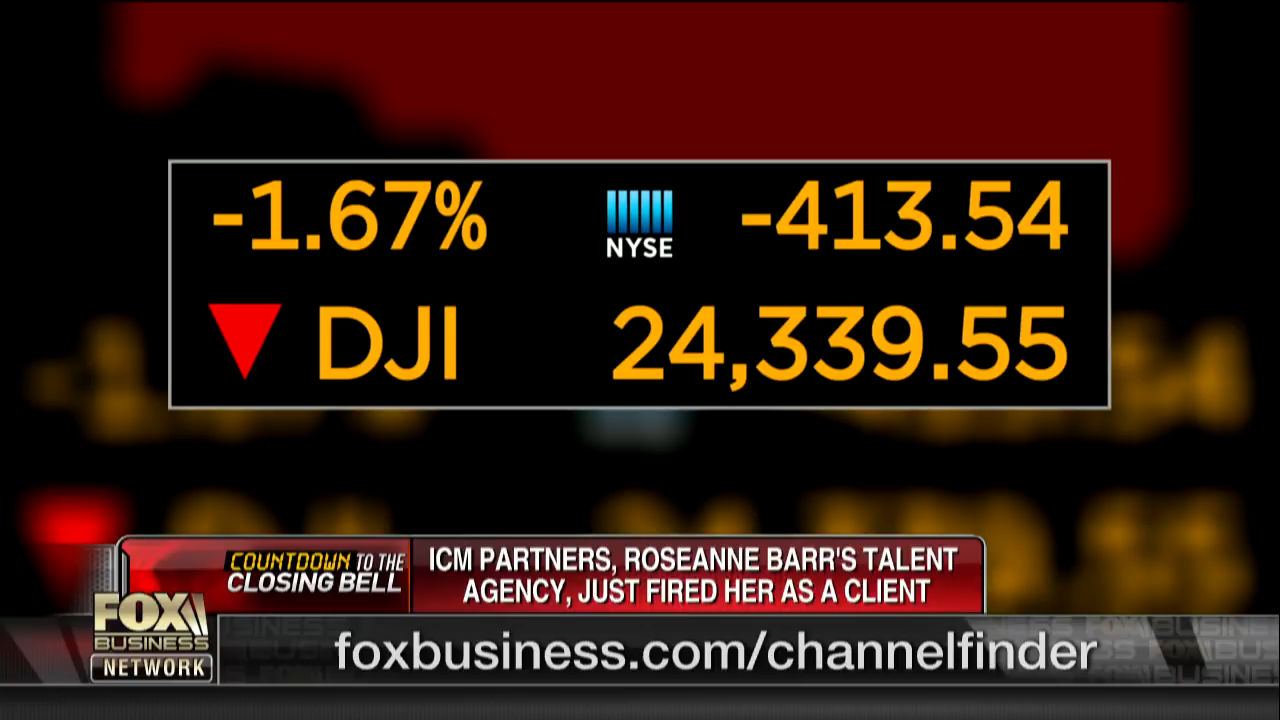 -1.67%
NYSE
-413.54
DJI
24,339.55
COUNTDOWN TO THE
CLOSING BELL
ICM PARTNERS, ROSEANNE BARR'S TALENT
AGENCY, JUST FIRED HER AS A CLIENT
FOX
BUSINESS
NETWORK
foxbusiness.com/channelfinder